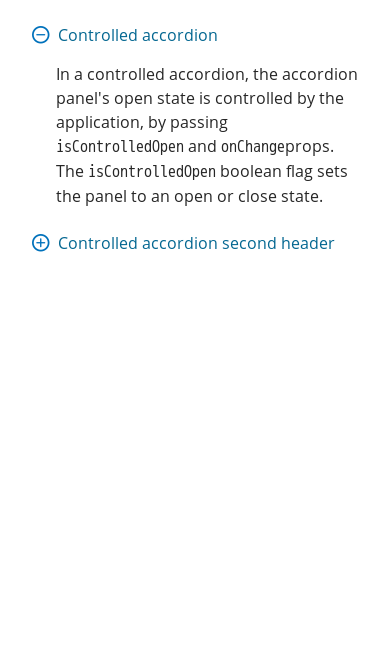 Controlled accordion
In a controlled accordion, the accordion
panel's open state is controlled by the
application, by passing
isControlledOpen and onChangeprops.
The isControlledOpen boolean flag sets
the panel to an open or close state.
Controlled accordion second header